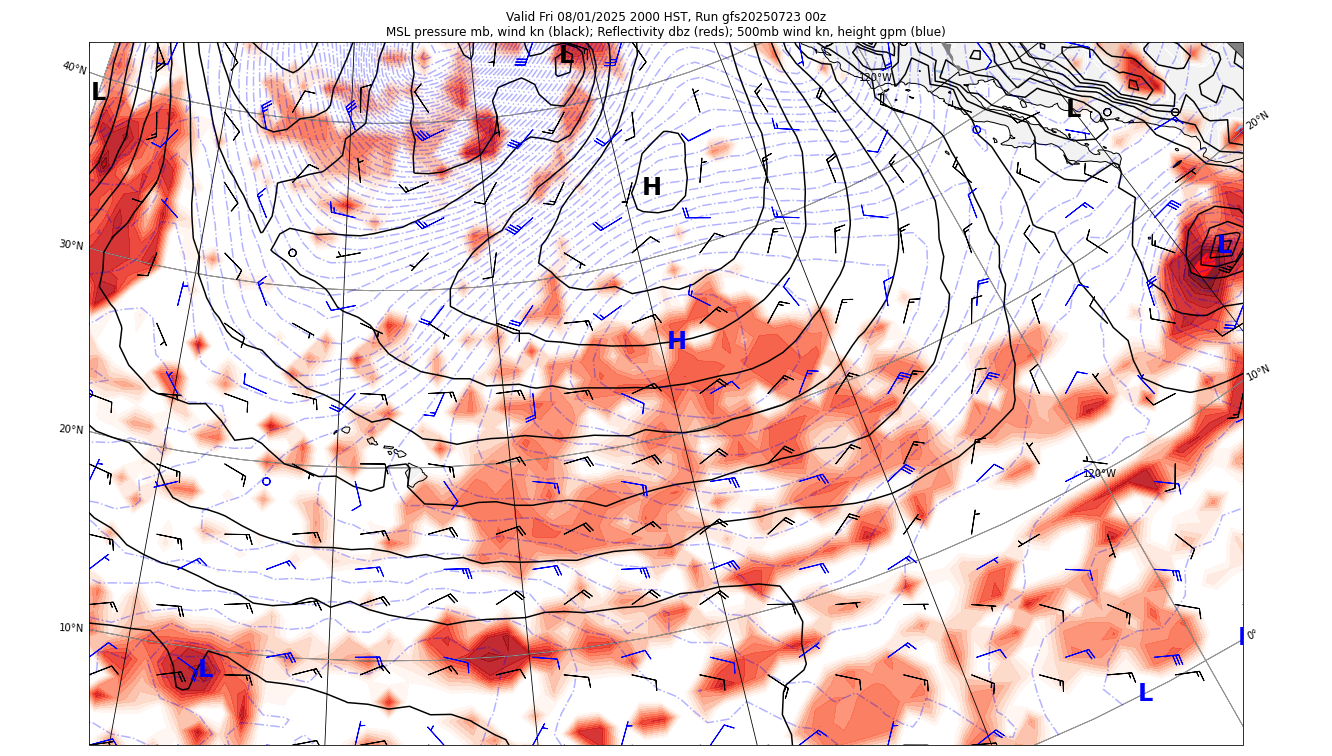 Valid Fri 08/01/2025 2000 HST, Run gfs20250723 00z
MSL pressure mb, wind kn (black); Reflectivity dbz (reds); 500mb wind kn, height gpm (blue)
L
40°N
120°W
L
L
20°N
H
30°N
L
H
10°N
20°N
120°W
10°N
0°
L
L